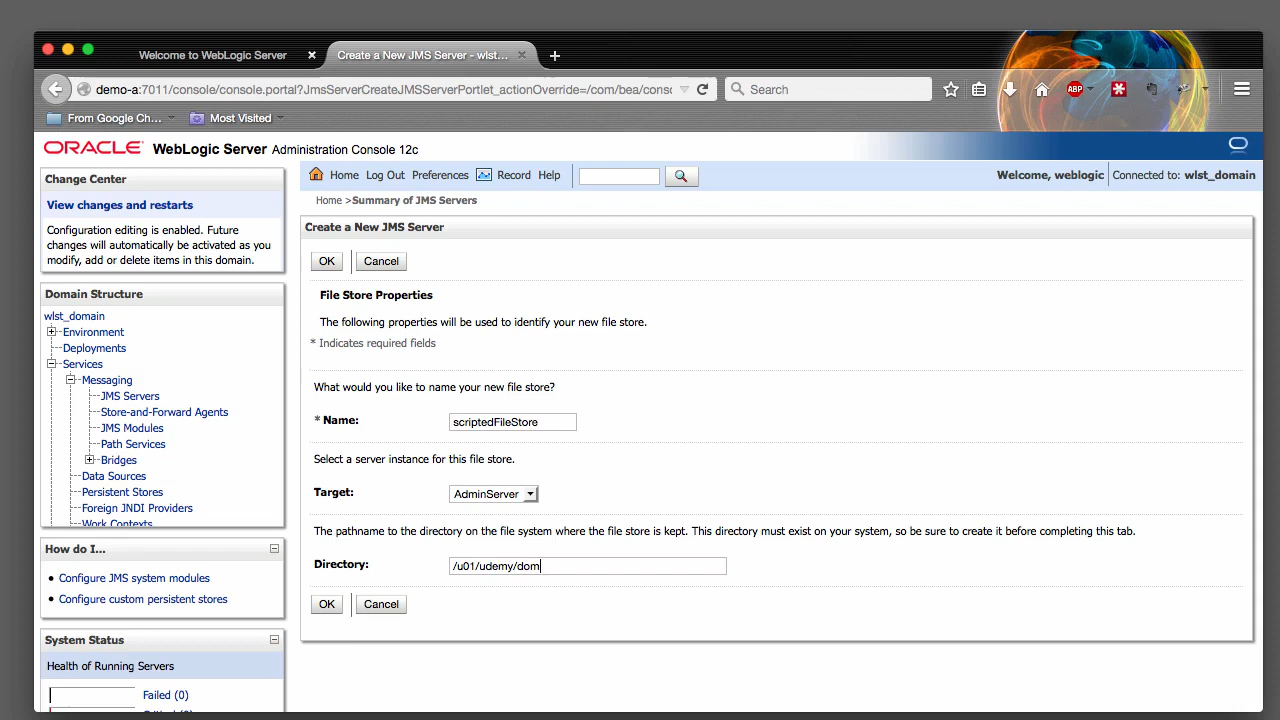 Welcome to WebLogic Server
Create a New JMS Server - wlst...
demo-a:7011/console/console.portal?JmsServerCreateJMSServerPortlet_actionOverride=/com/bea/conso
Search
ABP
From Google Ch...
Most Visited
ORACLE WebLogic Server Administration Console 12c
Change Center
View changes and restarts
Configuration editing is enabled. Future
changes will automatically be activated as you
modify, add or delete items in this domain.
Domain Structure
wlst_domain
Environment
Deployments
Services
Messaging
JMS Servers
Store-and-Forward Agents
JMS Modules
Path Services
Bridges
Data Sources
Persistent Stores
Foreign JNDI Providers
Work Contexts
How do I...
Configure JMS system modules
Configure custom persistent stores
System Status
Health of Running Servers
Failed (0)
Home Log Out Preferences Record Help
Welcome, weblogic Connected to: wlst_domain
Home >Summary of JMS Servers
Create a New JMS Server
OK Cancel
File Store Properties
The following properties will be used to identify your new file store.
* Indicates required fields
What would you like to name your new file store?
* Name: scriptedFileStore
Select a server instance for this file store.
Target: AdminServer
The pathname to the directory on the file system where the file store is kept. This directory must exist on your system, so be sure to create it before completing this tab.
Directory: /u01/udemy/dom
OK Cancel